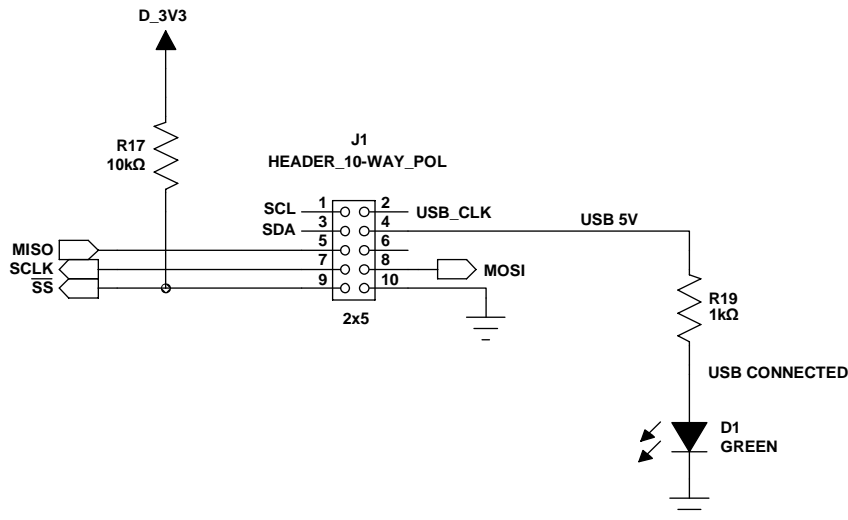 D_3V3
R17
10kΩ
J1
HEADER_10-WAY_POL
SCL 1 2 USB_CLK
SDA 3 4 USB 5V
MISO 5 6
SCLK 7 8 MOSI
S̅S̅ 9 10
2x5
R19
1kΩ
USB CONNECTED
D1
GREEN